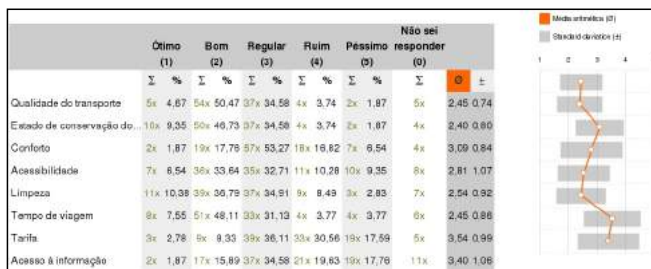 Média aritmética (Ø)
Standard daviation (±)
Não sei
Ótimo Bom Regular Ruim Péssimo responder
(1) (2) (3) (4) (5) (0)
Σ % Σ % Σ % Σ % Σ % Σ Ø ±
1 2 3 4
Qualidade do transporte 5x 4,67 54x 50,47 37x 34,58 4x 3,74 2x 1,87 5x 2,45 0,74
Estado de conservação do... 10x 9,35 50x 46,73 37x 34,58 4x 3,74 2x 1,87 4x 2,40 0,80
Conforto 2x 1,87 19x 17,76 57x 53,27 18x 16,82 7x 6,54 4x 3,09 0,84
Acessibilidade 7x 6,54 36x 33,64 35x 32,71 11x 10,28 10x 9,35 8x 2,81 1,07
Limpeza 11x 10,38 39x 36,79 37x 34,91 9x 8,49 3x 2,83 7x 2,54 0,92
Tempo de viagem 8x 7,55 51x 48,11 33x 31,13 4x 3,77 4x 3,77 6x 2,45 0,86
Tarifa 3x 2,78 9x 8,33 39x 36,11 33x 30,56 19x 17,59 5x 3,54 0,99
Acesso à informação 2x 1,87 17x 15,89 37x 34,58 21x 19,63 19x 17,76 11x 3,40 1,06